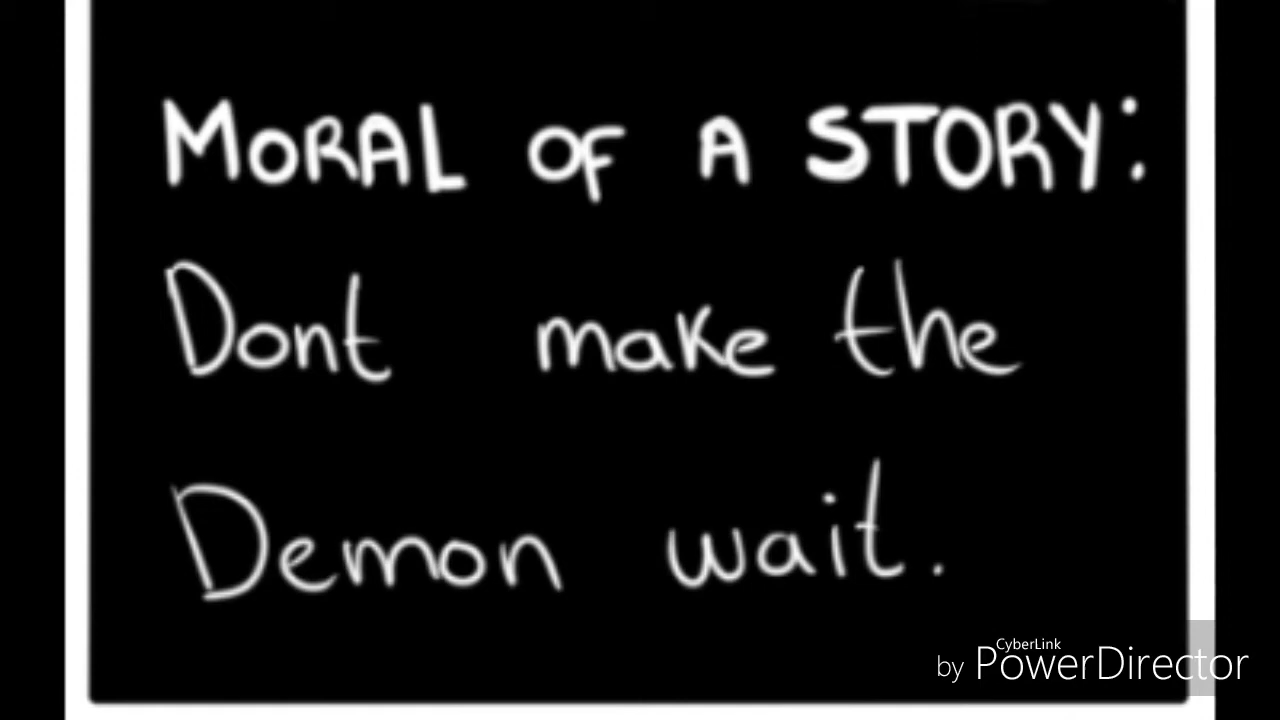 MORAL OF A STORY:
Dont make the
Demon wait.
CyberLink
by PowerDirector